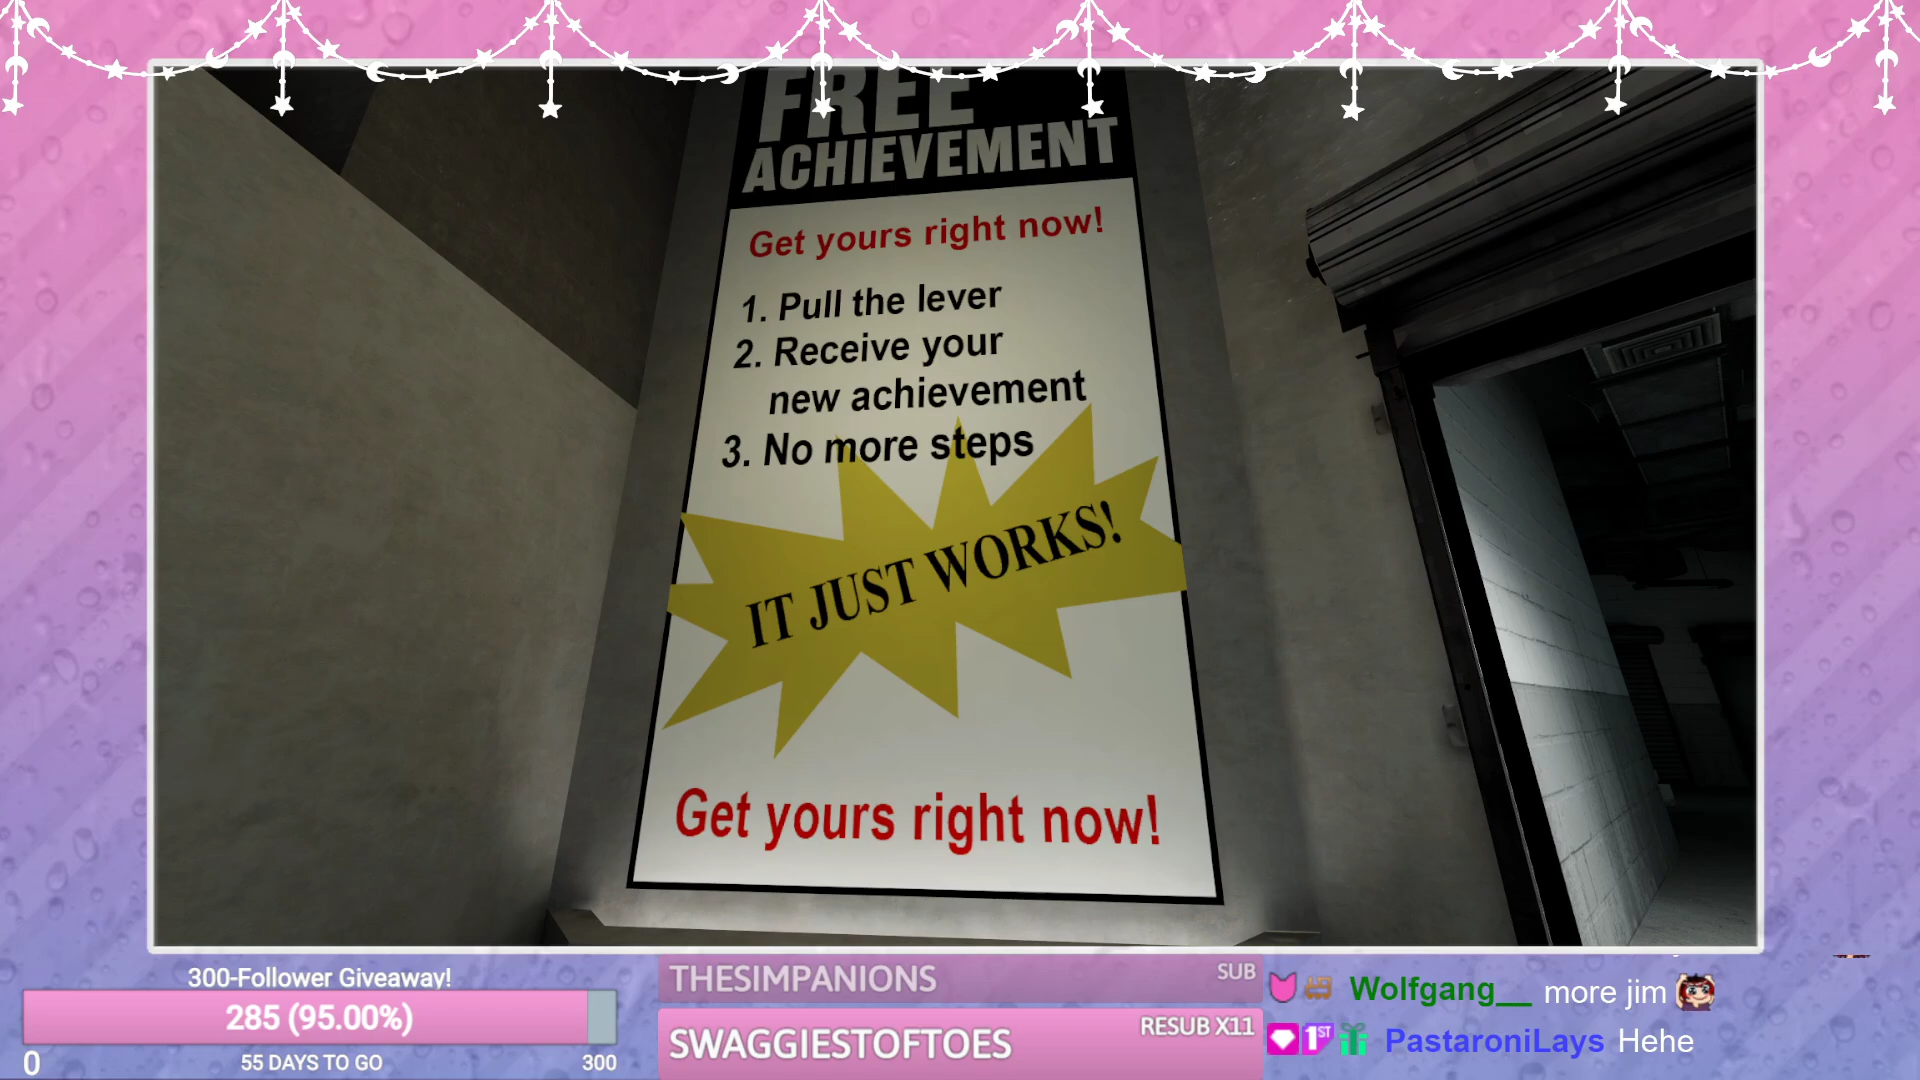 FREE
ACHIEVEMENT
Get yours right now!
1. Pull the lever
2. Receive your
new achievement
3. No more steps
IT JUST WORKS!
Get yours right now!
300-Follower Giveaway!
285 (95.00%)
0
55 DAYS TO GO
300
THESIMPANIONS
SUB
SWAGGIESTOFTOES
RESUB X11
Wolfgang__ more jim
1ST
PastaroniLays Hehe